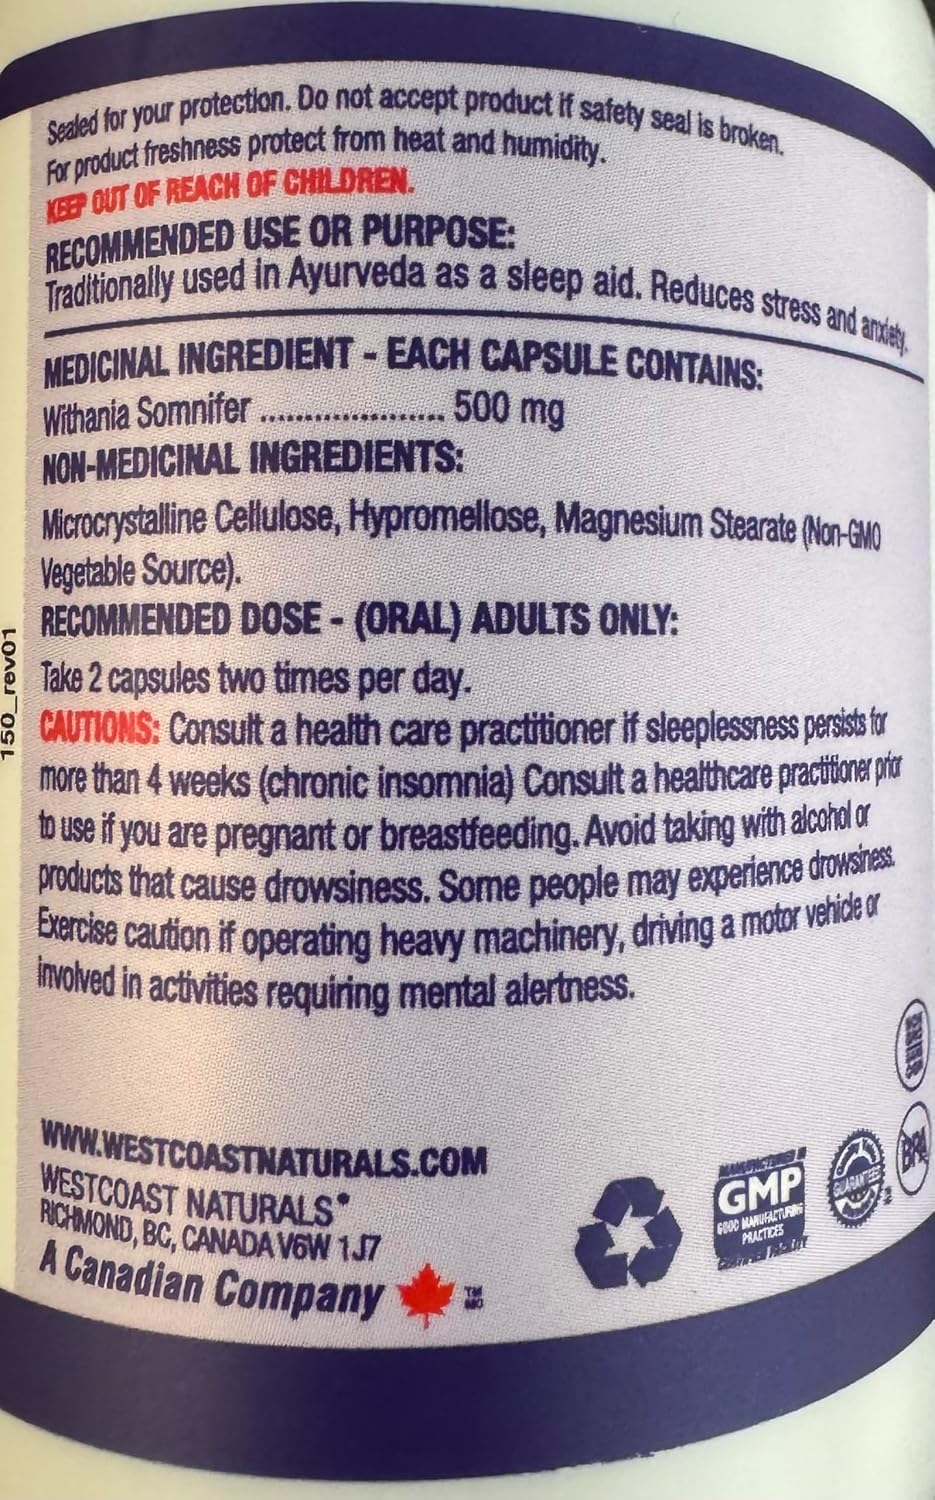 Sealed for your protection. Do not accept product if safety seal is broken.
For product freshness protect from heat and humidity.
KEEP OUT OF REACH OF CHILDREN.
RECOMMENDED USE OR PURPOSE:
Traditionally used in Ayurveda as a sleep aid. Reduces stress and anxiety.
MEDICINAL INGREDIENT - EACH CAPSULE CONTAINS:
Withania Somnifer ..................... 500 mg
NON-MEDICINAL INGREDIENTS:
Microcrystalline Cellulose, Hypromellose, Magnesium Stearate (Non-GMO
Vegetable Source).
RECOMMENDED DOSE - (ORAL) ADULTS ONLY:
Take 2 capsules two times per day.
CAUTIONS: Consult a health care practitioner if sleeplessness persists for
more than 4 weeks (chronic insomnia) Consult a healthcare practitioner prior
to use if you are pregnant or breastfeeding. Avoid taking with alcohol or
products that cause drowsiness. Some people may experience drowsiness.
Exercise caution if operating heavy machinery, driving a motor vehicle or
involved in activities requiring mental alertness.
150_rev01
WWW.WESTCOASTNATURALS.COM
WESTCOAST NATURALS®
RICHMOND, BC, CANADA V6W 1J7
A Canadian Company
TM
MC
GMP
GOOD MANUFACTURING
PRACTICES
GUARANTEED
BPA